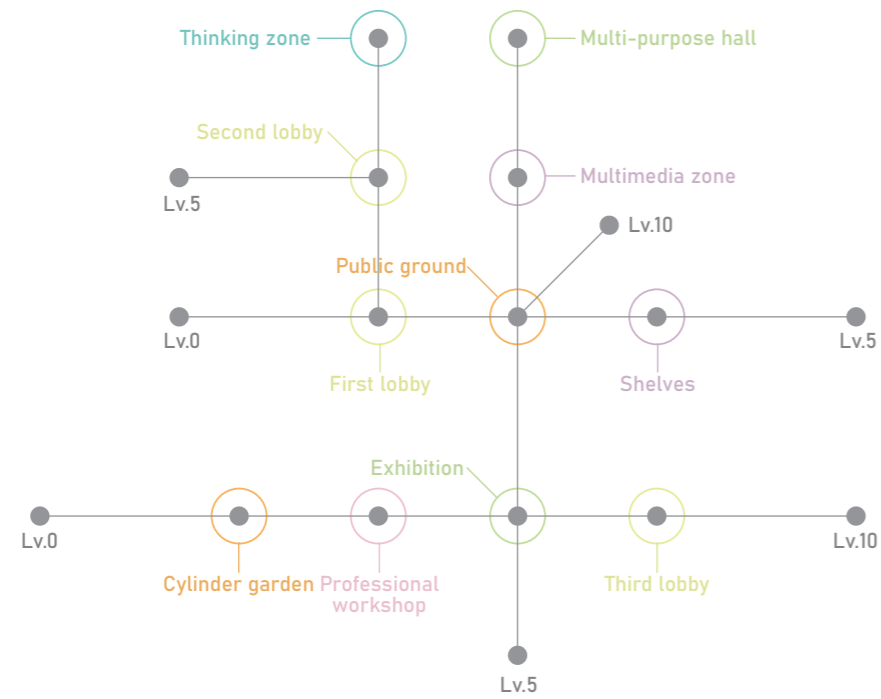 Thinking zone
Multi-purpose hall
Second lobby
Multimedia zone
Lv.5
Lv.10
Public ground
Lv.0
Lv.5
First lobby
Shelves
Exhibition
Lv.0
Lv.10
Cylinder garden
Professional
workshop
Third lobby
Lv.5